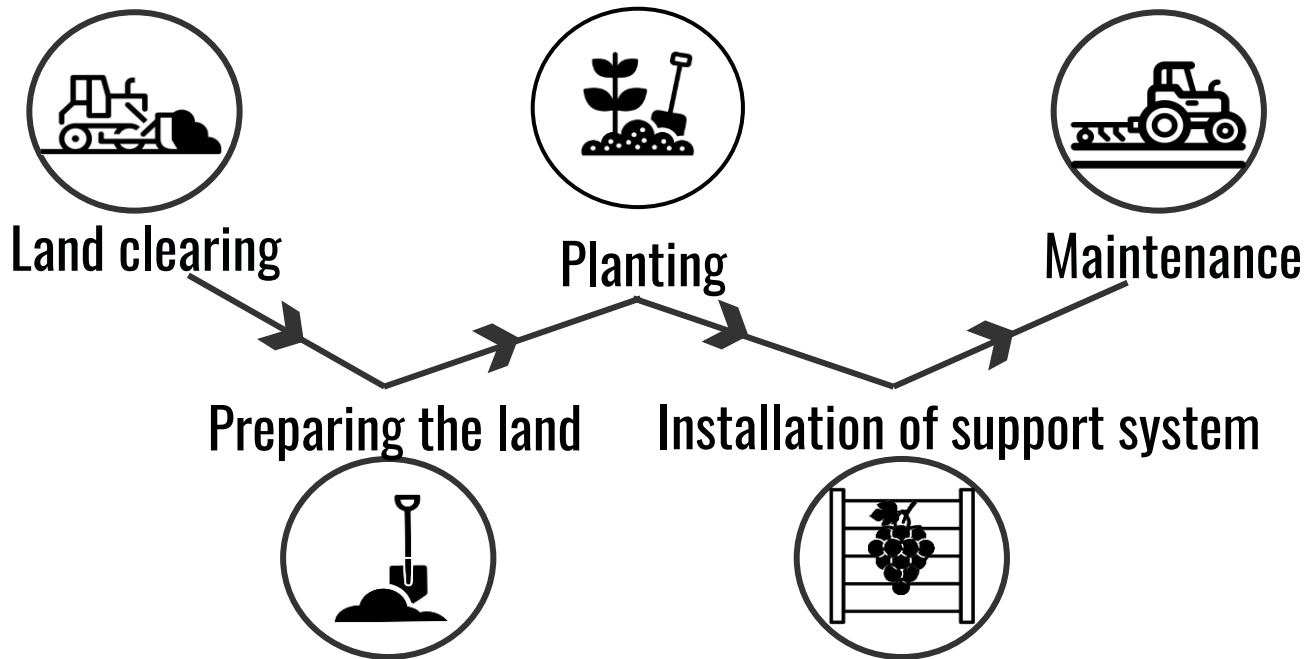 Land clearing
Preparing the land
Planting
Installation of support system
Maintenance